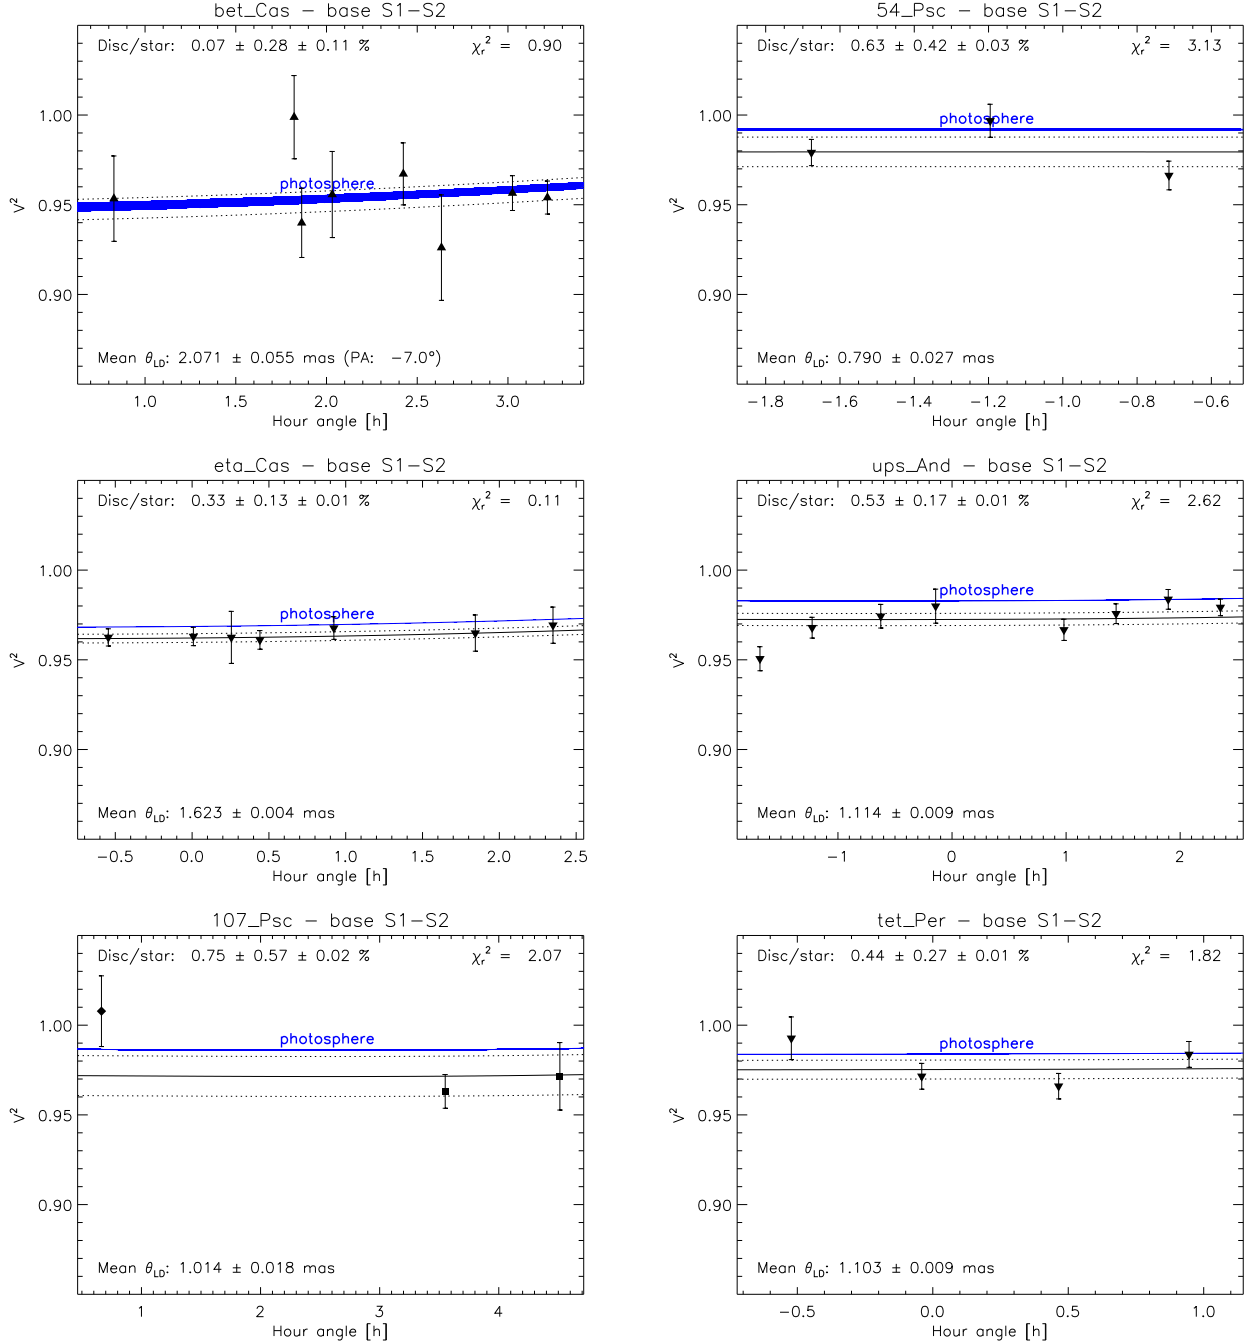 bet_Cas − base S1−S2
Disc/star: 0.07 ± 0.28 ± 0.11 % χr² = 0.90
1.00
0.95
0.90
V²
photosphere
Mean θLD: 2.071 ± 0.055 mas (PA: −7.0°)
1.0 1.5 2.0 2.5 3.0
Hour angle [h]
54_Psc − base S1−S2
Disc/star: 0.63 ± 0.42 ± 0.03 % χr² = 3.13
1.00
0.95
0.90
V²
photosphere
Mean θLD: 0.790 ± 0.027 mas
−1.8 −1.6 −1.4 −1.2 −1.0 −0.8 −0.6
Hour angle [h]
eta_Cas − base S1−S2
Disc/star: 0.33 ± 0.13 ± 0.01 % χr² = 0.11
1.00
0.95
0.90
V²
photosphere
Mean θLD: 1.623 ± 0.004 mas
−0.5 0.0 0.5 1.0 1.5 2.0 2.5
Hour angle [h]
ups_And − base S1−S2
Disc/star: 0.53 ± 0.17 ± 0.01 % χr² = 2.62
1.00
0.95
0.90
V²
photosphere
Mean θLD: 1.114 ± 0.009 mas
−1 0 1 2
Hour angle [h]
107_Psc − base S1−S2
Disc/star: 0.75 ± 0.57 ± 0.02 % χr² = 2.07
1.00
0.95
0.90
V²
photosphere
Mean θLD: 1.014 ± 0.018 mas
1 2 3 4
Hour angle [h]
tet_Per − base S1−S2
Disc/star: 0.44 ± 0.27 ± 0.01 % χr² = 1.82
1.00
0.95
0.90
V²
photosphere
Mean θLD: 1.103 ± 0.009 mas
−0.5 0.0 0.5 1.0
Hour angle [h]